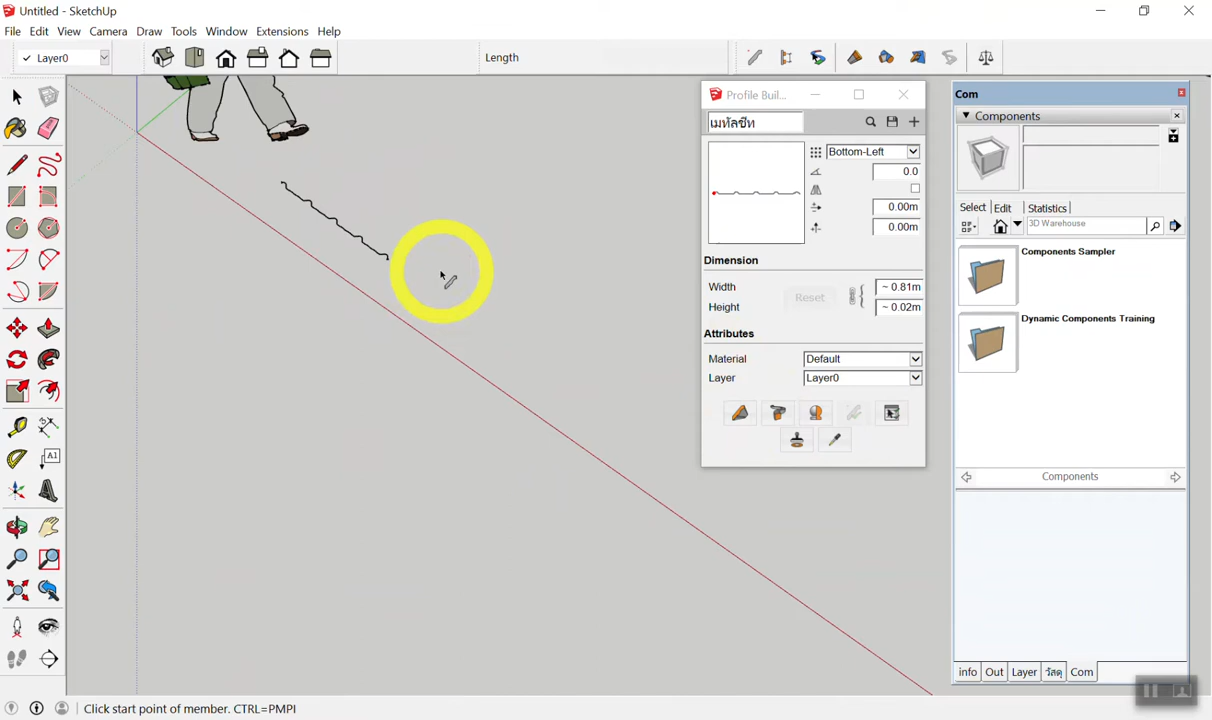 Untitled - SketchUp
File Edit View Camera Draw Tools Window Extensions Help
Layer0
Length
Profile Buil...
เมทัลซีท
Bottom-Left
0.0
0.00m
0.00m
Dimension
Width ~ 0.81m
Reset
Height ~ 0.02m
Attributes
Material Default
Layer Layer0
Com
Components
Select Edit Statistics
3D Warehouse
Components Sampler
Dynamic Components Training
Components
info Out Layer วัสดุ Com
A1
Click start point of member. CTRL=PMPI